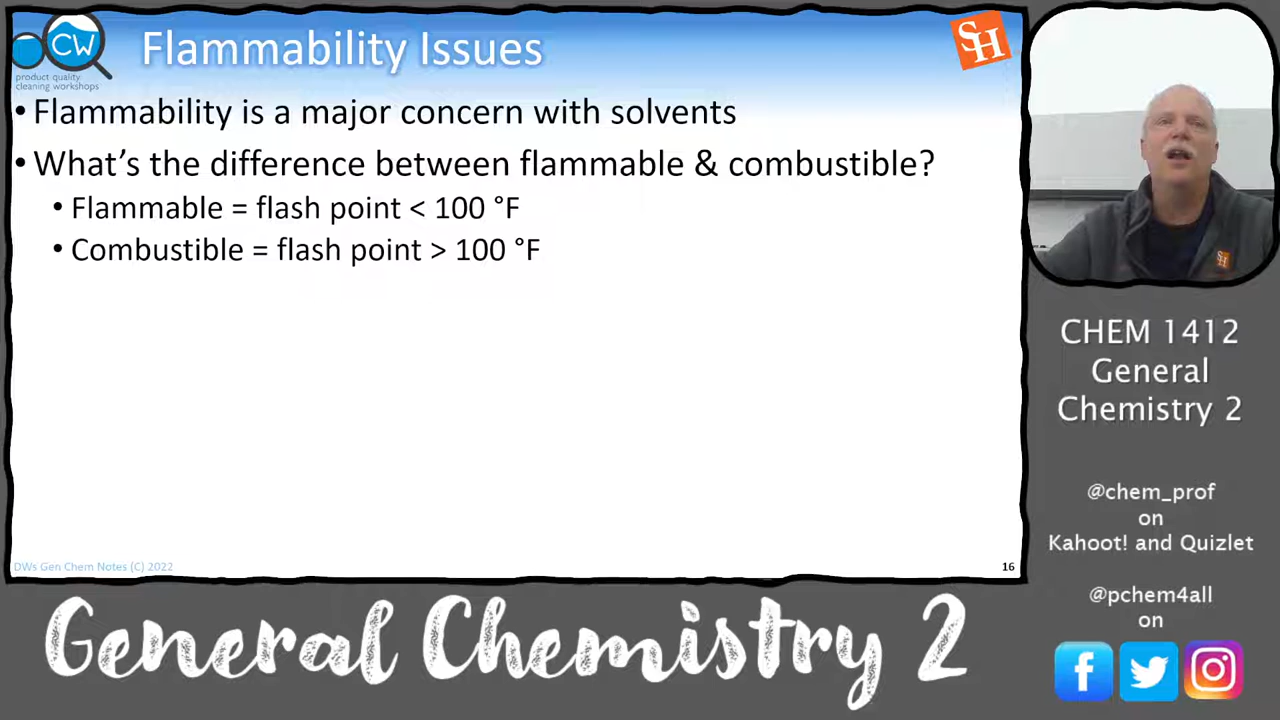 CW
product quality
cleaning workshops
Flammability Issues
SH
• Flammability is a major concern with solvents
• What’s the difference between flammable & combustible?
• Flammable = flash point < 100 °F
• Combustible = flash point > 100 °F
DWs Gen Chem Notes (C) 2022
16
SH
CHEM 1412
General
Chemistry 2
@chem_prof
on
Kahoot! and Quizlet
@pchem4all
on
General Chemistry 2